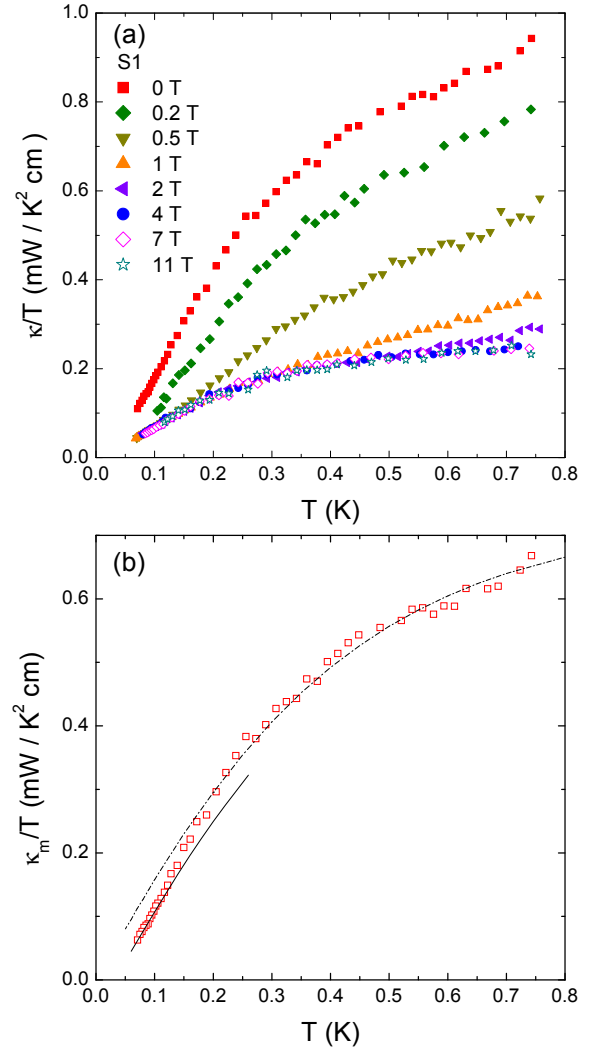 (a)
S1
0 T
0.2 T
0.5 T
1 T
2 T
4 T
7 T
11 T
κ/T (mW / K² cm)
1.0
0.8
0.6
0.4
0.2
0.0
0.0 0.1 0.2 0.3 0.4 0.5 0.6 0.7 0.8
T (K)
(b)
κm/T (mW / K² cm)
0.6
0.4
0.2
0.0
0.0 0.1 0.2 0.3 0.4 0.5 0.6 0.7 0.8
T (K)